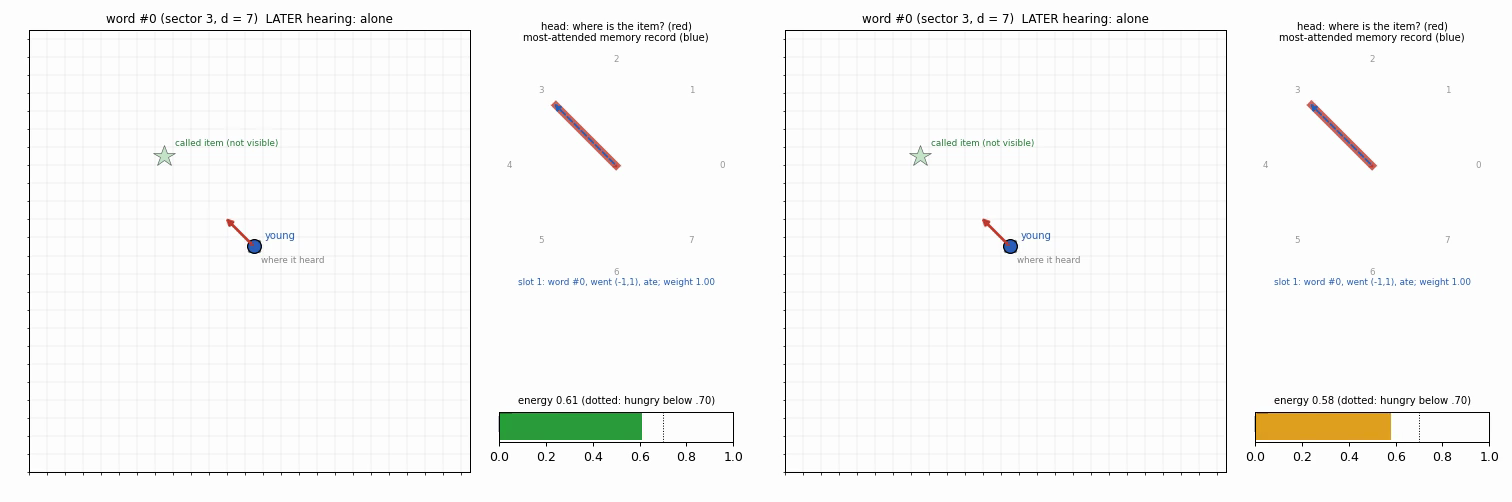 word #0 (sector 3, d = 7)  LATER hearing: alone
head: where is the item? (red)
most-attended memory record (blue)
2
3
1
called item (not visible)
4
0
young
5
7
where it heard
6
slot 1: word #0, went (-1,1), ate; weight 1.00
energy 0.61 (dotted: hungry below .70)
0.0 0.2 0.4 0.6 0.8 1.0
word #0 (sector 3, d = 7)  LATER hearing: alone
head: where is the item? (red)
most-attended memory record (blue)
2
3
1
called item (not visible)
4
0
young
5
7
where it heard
6
slot 1: word #0, went (-1,1), ate; weight 1.00
energy 0.58 (dotted: hungry below .70)
0.0 0.2 0.4 0.6 0.8 1.0